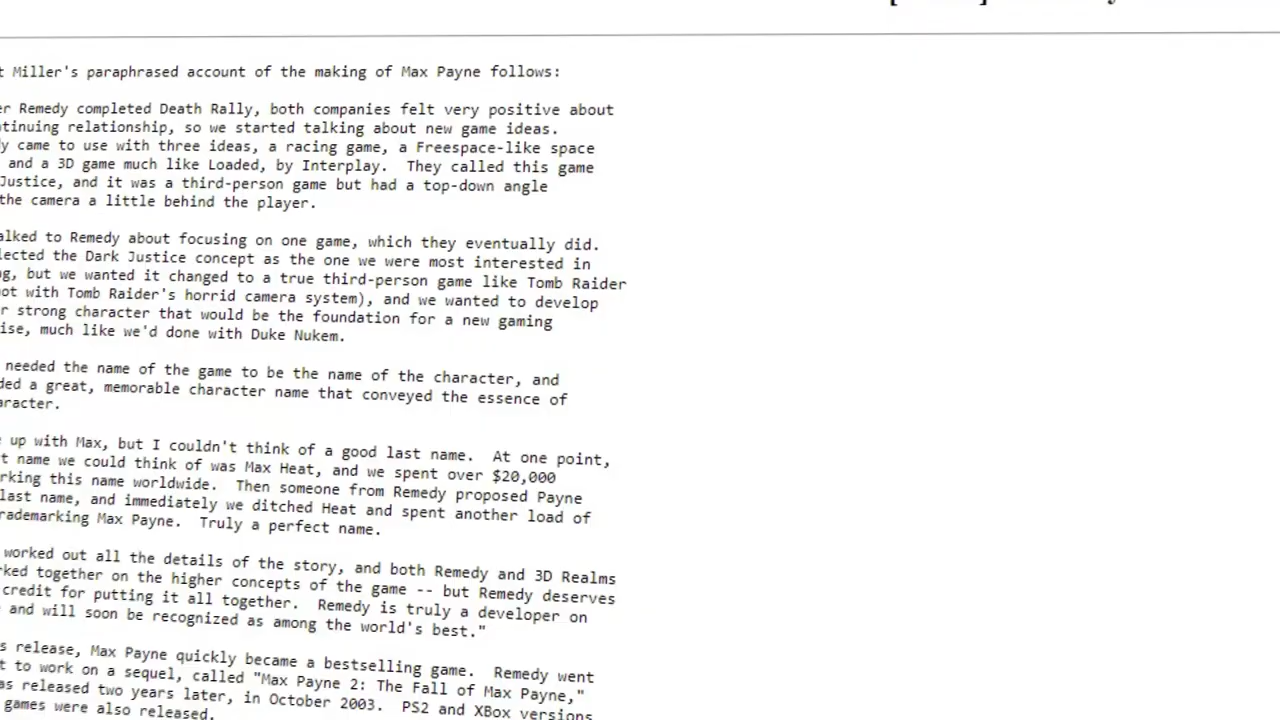 t Miller's paraphrased account of the making of Max Payne follows:
er Remedy completed Death Rally, both companies felt very positive about
tinuing relationship, so we started talking about new game ideas.
y came to use with three ideas, a racing game, a Freespace-like space
and a 3D game much like Loaded, by Interplay. They called this game
Justice, and it was a third-person game but had a top-down angle
the camera a little behind the player.
alked to Remedy about focusing on one game, which they eventually did.
lected the Dark Justice concept as the one we were most interested in
g, but we wanted it changed to a true third-person game like Tomb Raider
ot with Tomb Raider's horrid camera system), and we wanted to develop
r strong character that would be the foundation for a new gaming
ise, much like we'd done with Duke Nukem.
needed the name of the game to be the name of the character, and
ded a great, memorable character name that conveyed the essence of
aracter.
up with Max, but I couldn't think of a good last name. At one point,
t name we could think of was Max Heat, and we spent over $20,000
rking this name worldwide. Then someone from Remedy proposed Payne
last name, and immediately we ditched Heat and spent another load of
rademarking Max Payne. Truly a perfect name.
worked out all the details of the story, and both Remedy and 3D Realms
rked together on the higher concepts of the game -- but Remedy deserves
credit for putting it all together. Remedy is truly a developer on
and will soon be recognized as among the world's best."
s release, Max Payne quickly became a bestselling game. Remedy went
t to work on a sequel, called "Max Payne 2: The Fall of Max Payne,"
as released two years later, in October 2003. PS2 and XBox versions
games were also released.